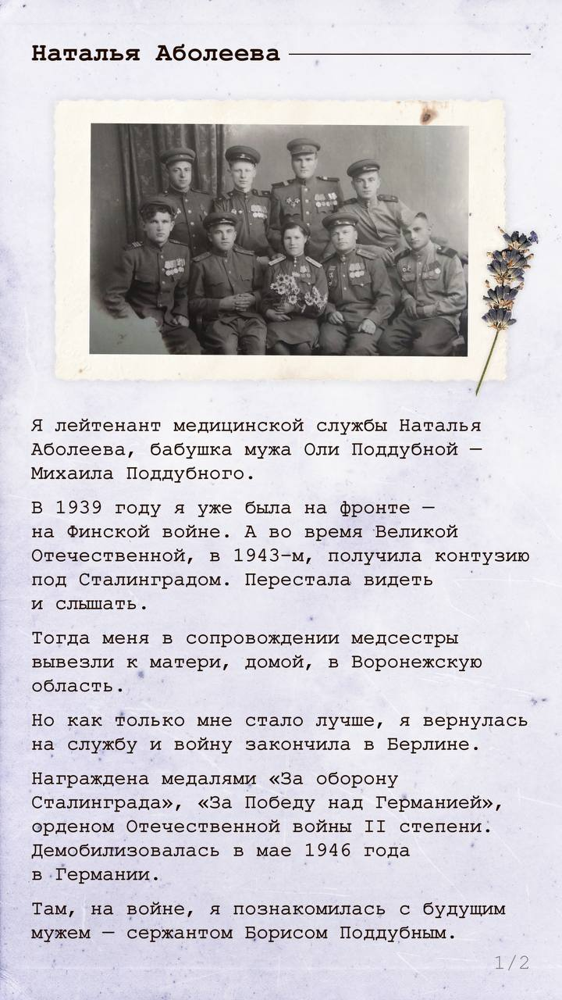 Наталья Аболеева
Я лейтенант медицинской службы Наталья
Аболеева, бабушка мужа Оли Поддубной —
Михаила Поддубного.
В 1939 году я уже была на фронте —
на Финской войне. А во время Великой
Отечественной, в 1943-м, получила контузию
под Сталинградом. Перестала видеть
и слышать.
Тогда меня в сопровождении медсестры
вывезли к матери, домой, в Воронежскую
область.
Но как только мне стало лучше, я вернулась
на службу и войну закончила в Берлине.
Награждена медалями «За оборону
Сталинграда», «За Победу над Германией»,
орденом Отечественной войны II степени.
Демобилизовалась в мае 1946 года
в Германии.
Там, на войне, я познакомилась с будущим
мужем — сержантом Борисом Поддубным.
1/2